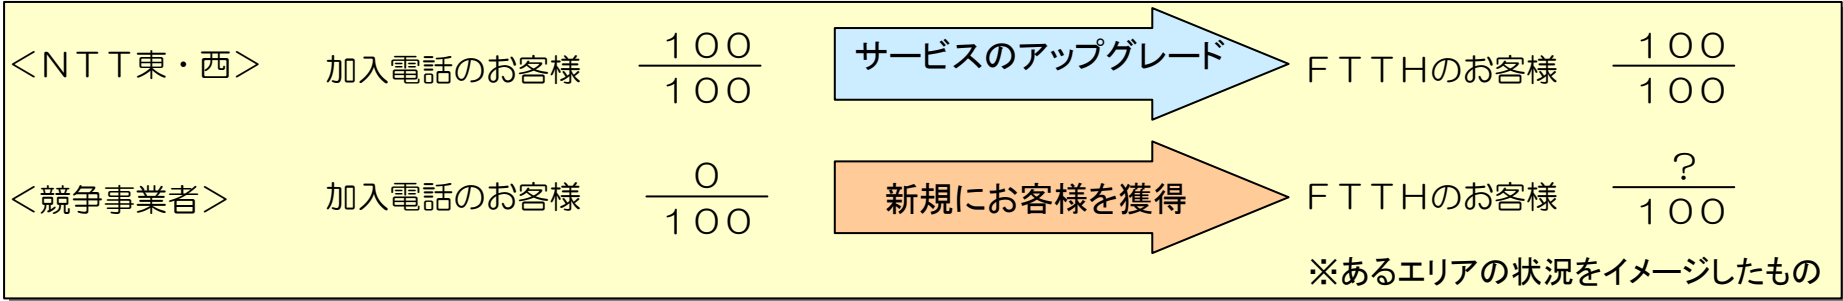 <NTT東・西> 加入電話のお客様 100/100 サービスのアップグレード FTTHのお客様 100/100
<競争事業者> 加入電話のお客様 0/100 新規にお客様を獲得 FTTHのお客様 ?/100
※あるエリアの状況をイメージしたもの